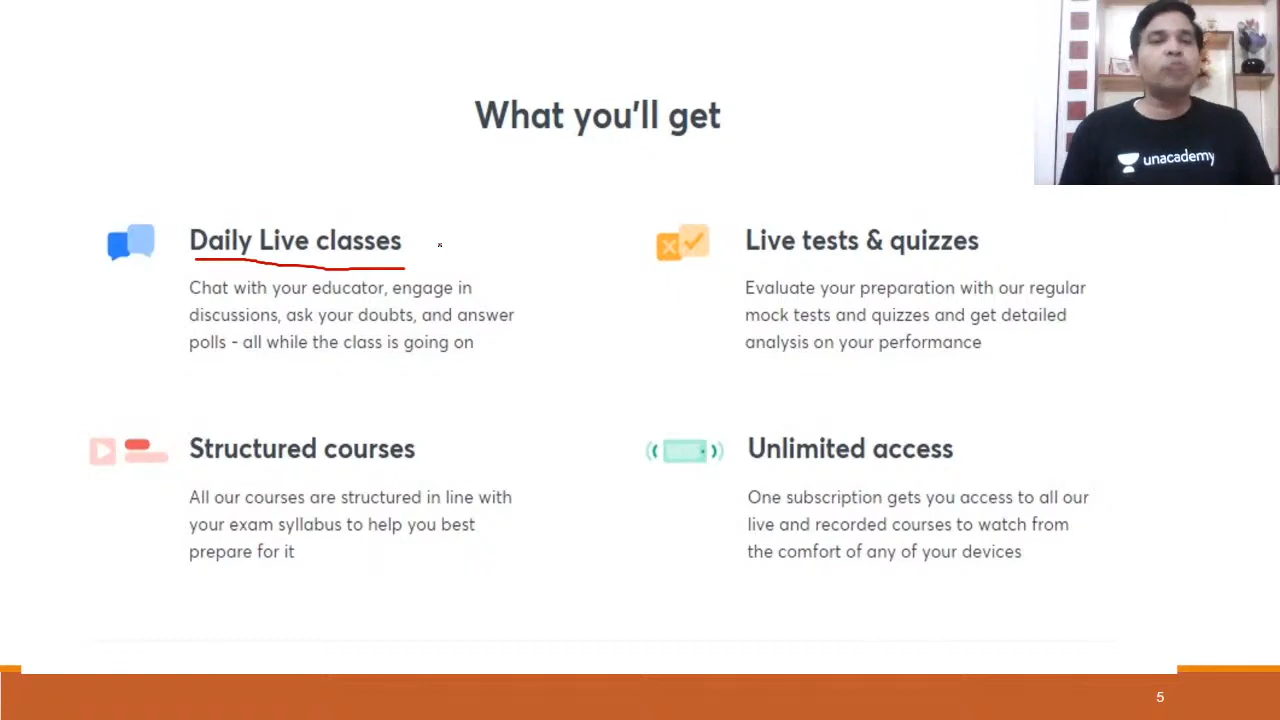 What you'll get
unacademy
Daily Live classes
Chat with your educator, engage in
discussions, ask your doubts, and answer
polls - all while the class is going on
Live tests & quizzes
Evaluate your preparation with our regular
mock tests and quizzes and get detailed
analysis on your performance
Structured courses
All our courses are structured in line with
your exam syllabus to help you best
prepare for it
Unlimited access
One subscription gets you access to all our
live and recorded courses to watch from
the comfort of any of your devices
5